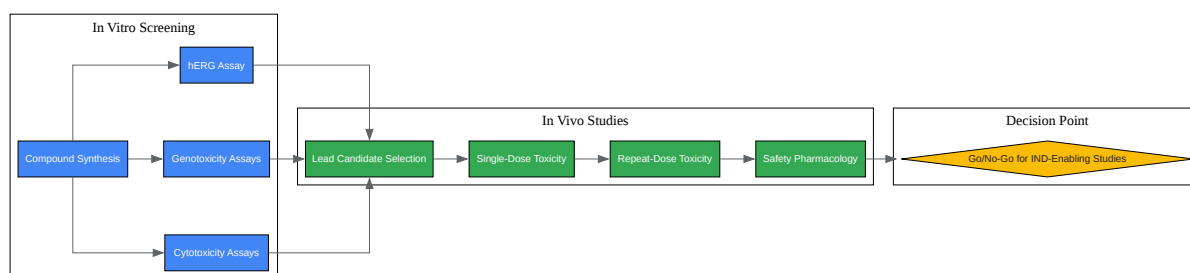 In Vitro Screening
hERG Assay
Compound Synthesis
Genotoxicity Assays
Cytotoxicity Assays
In Vivo Studies
Lead Candidate Selection
Single-Dose Toxicity
Repeat-Dose Toxicity
Safety Pharmacology
Decision Point
Go/No-Go for IND-Enabling Studies